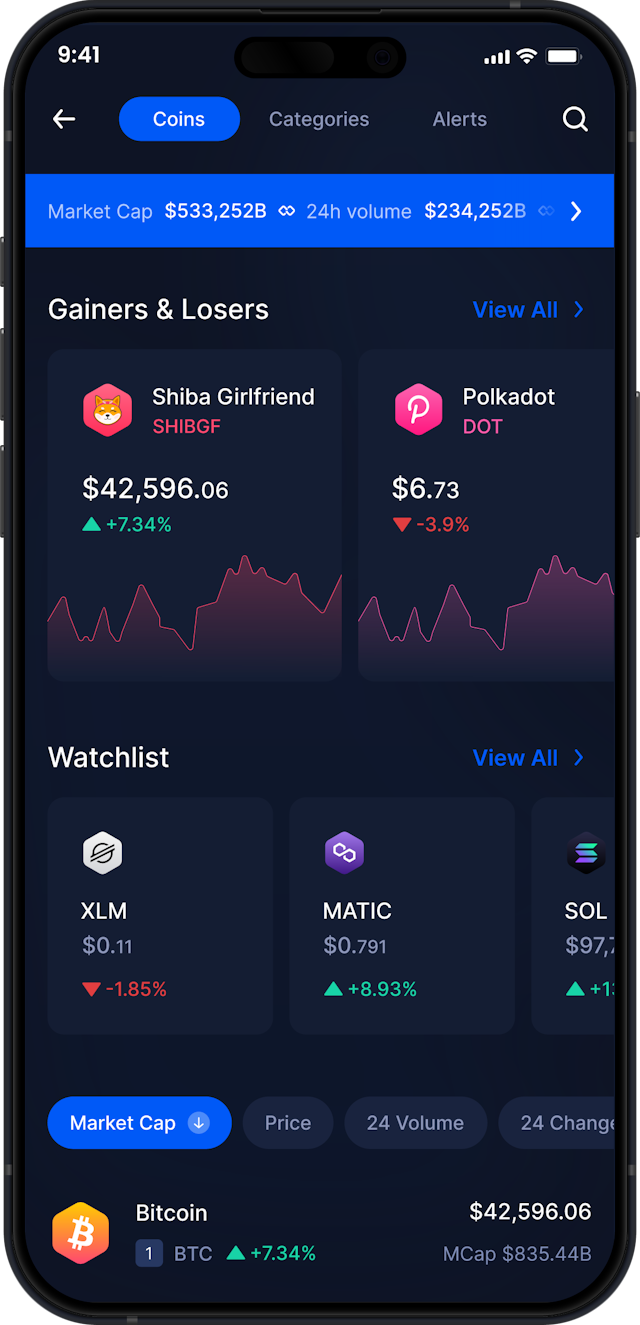 9:41
Coins Categories Alerts
Market Cap $533,252B 24h volume $234,252B
Gainers & Losers View All
Shiba Girlfriend
SHIBGF
$42,596.06
+7.34%
Polkadot
DOT
$6.73
-3.9%
Watchlist View All
XLM
$0.11
-1.85%
MATIC
$0.791
+8.93%
SOL
$97,7
+13
Market Cap Price 24 Volume 24 Change
Bitcoin $42,596.06
1 BTC +7.34% MCap $835.44B